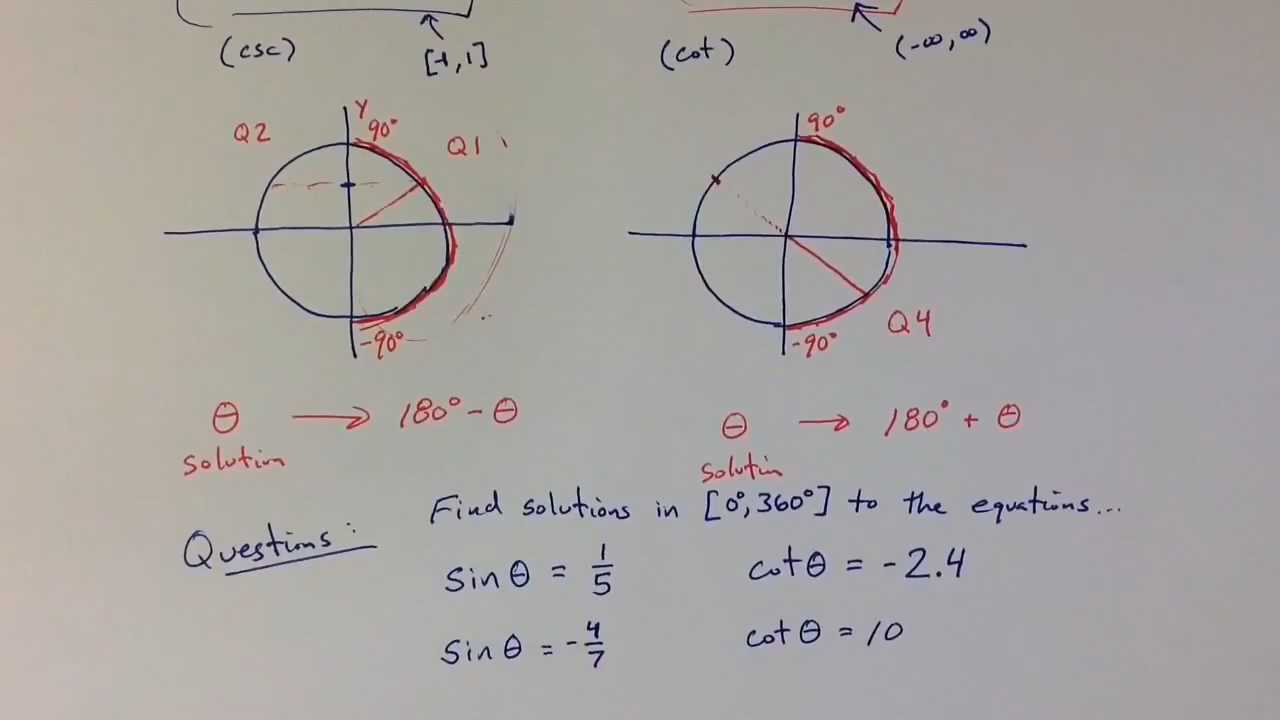 (csc)
[-1, 1]
(cot)
(-∞, ∞)
Y
90°
Q2
Q1
-90°
90°
Q4
-90°
θ → 180° - θ
solution
θ → 180° + θ
solutin
Questions:
Find solutions in [0°, 360°] to the equations...
sin θ = 1/5
cot θ = -2.4
sin θ = -4/7
cot θ = 10